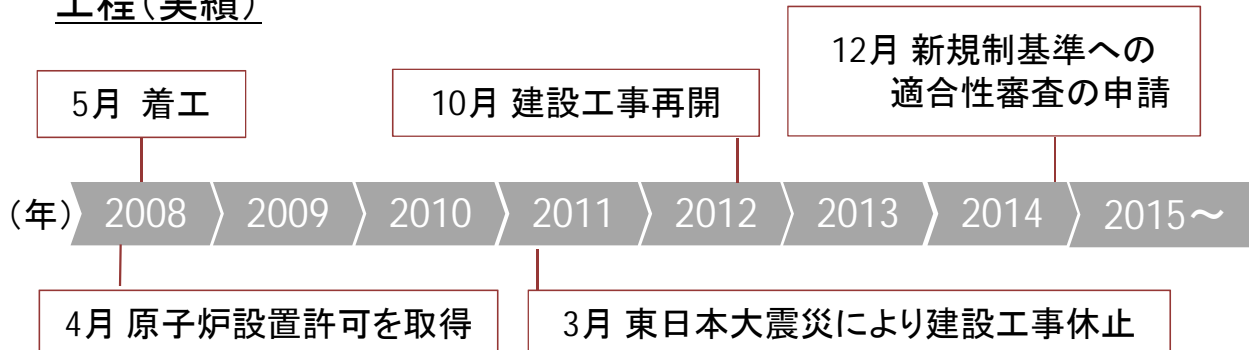 工程（実績）
12月 新規制基準への
適合性審査の申請
5月 着工
10月 建設工事再開
（年） 2008 2009 2010 2011 2012 2013 2014 2015～
4月 原子炉設置許可を取得
3月 東日本大震災により建設工事休止